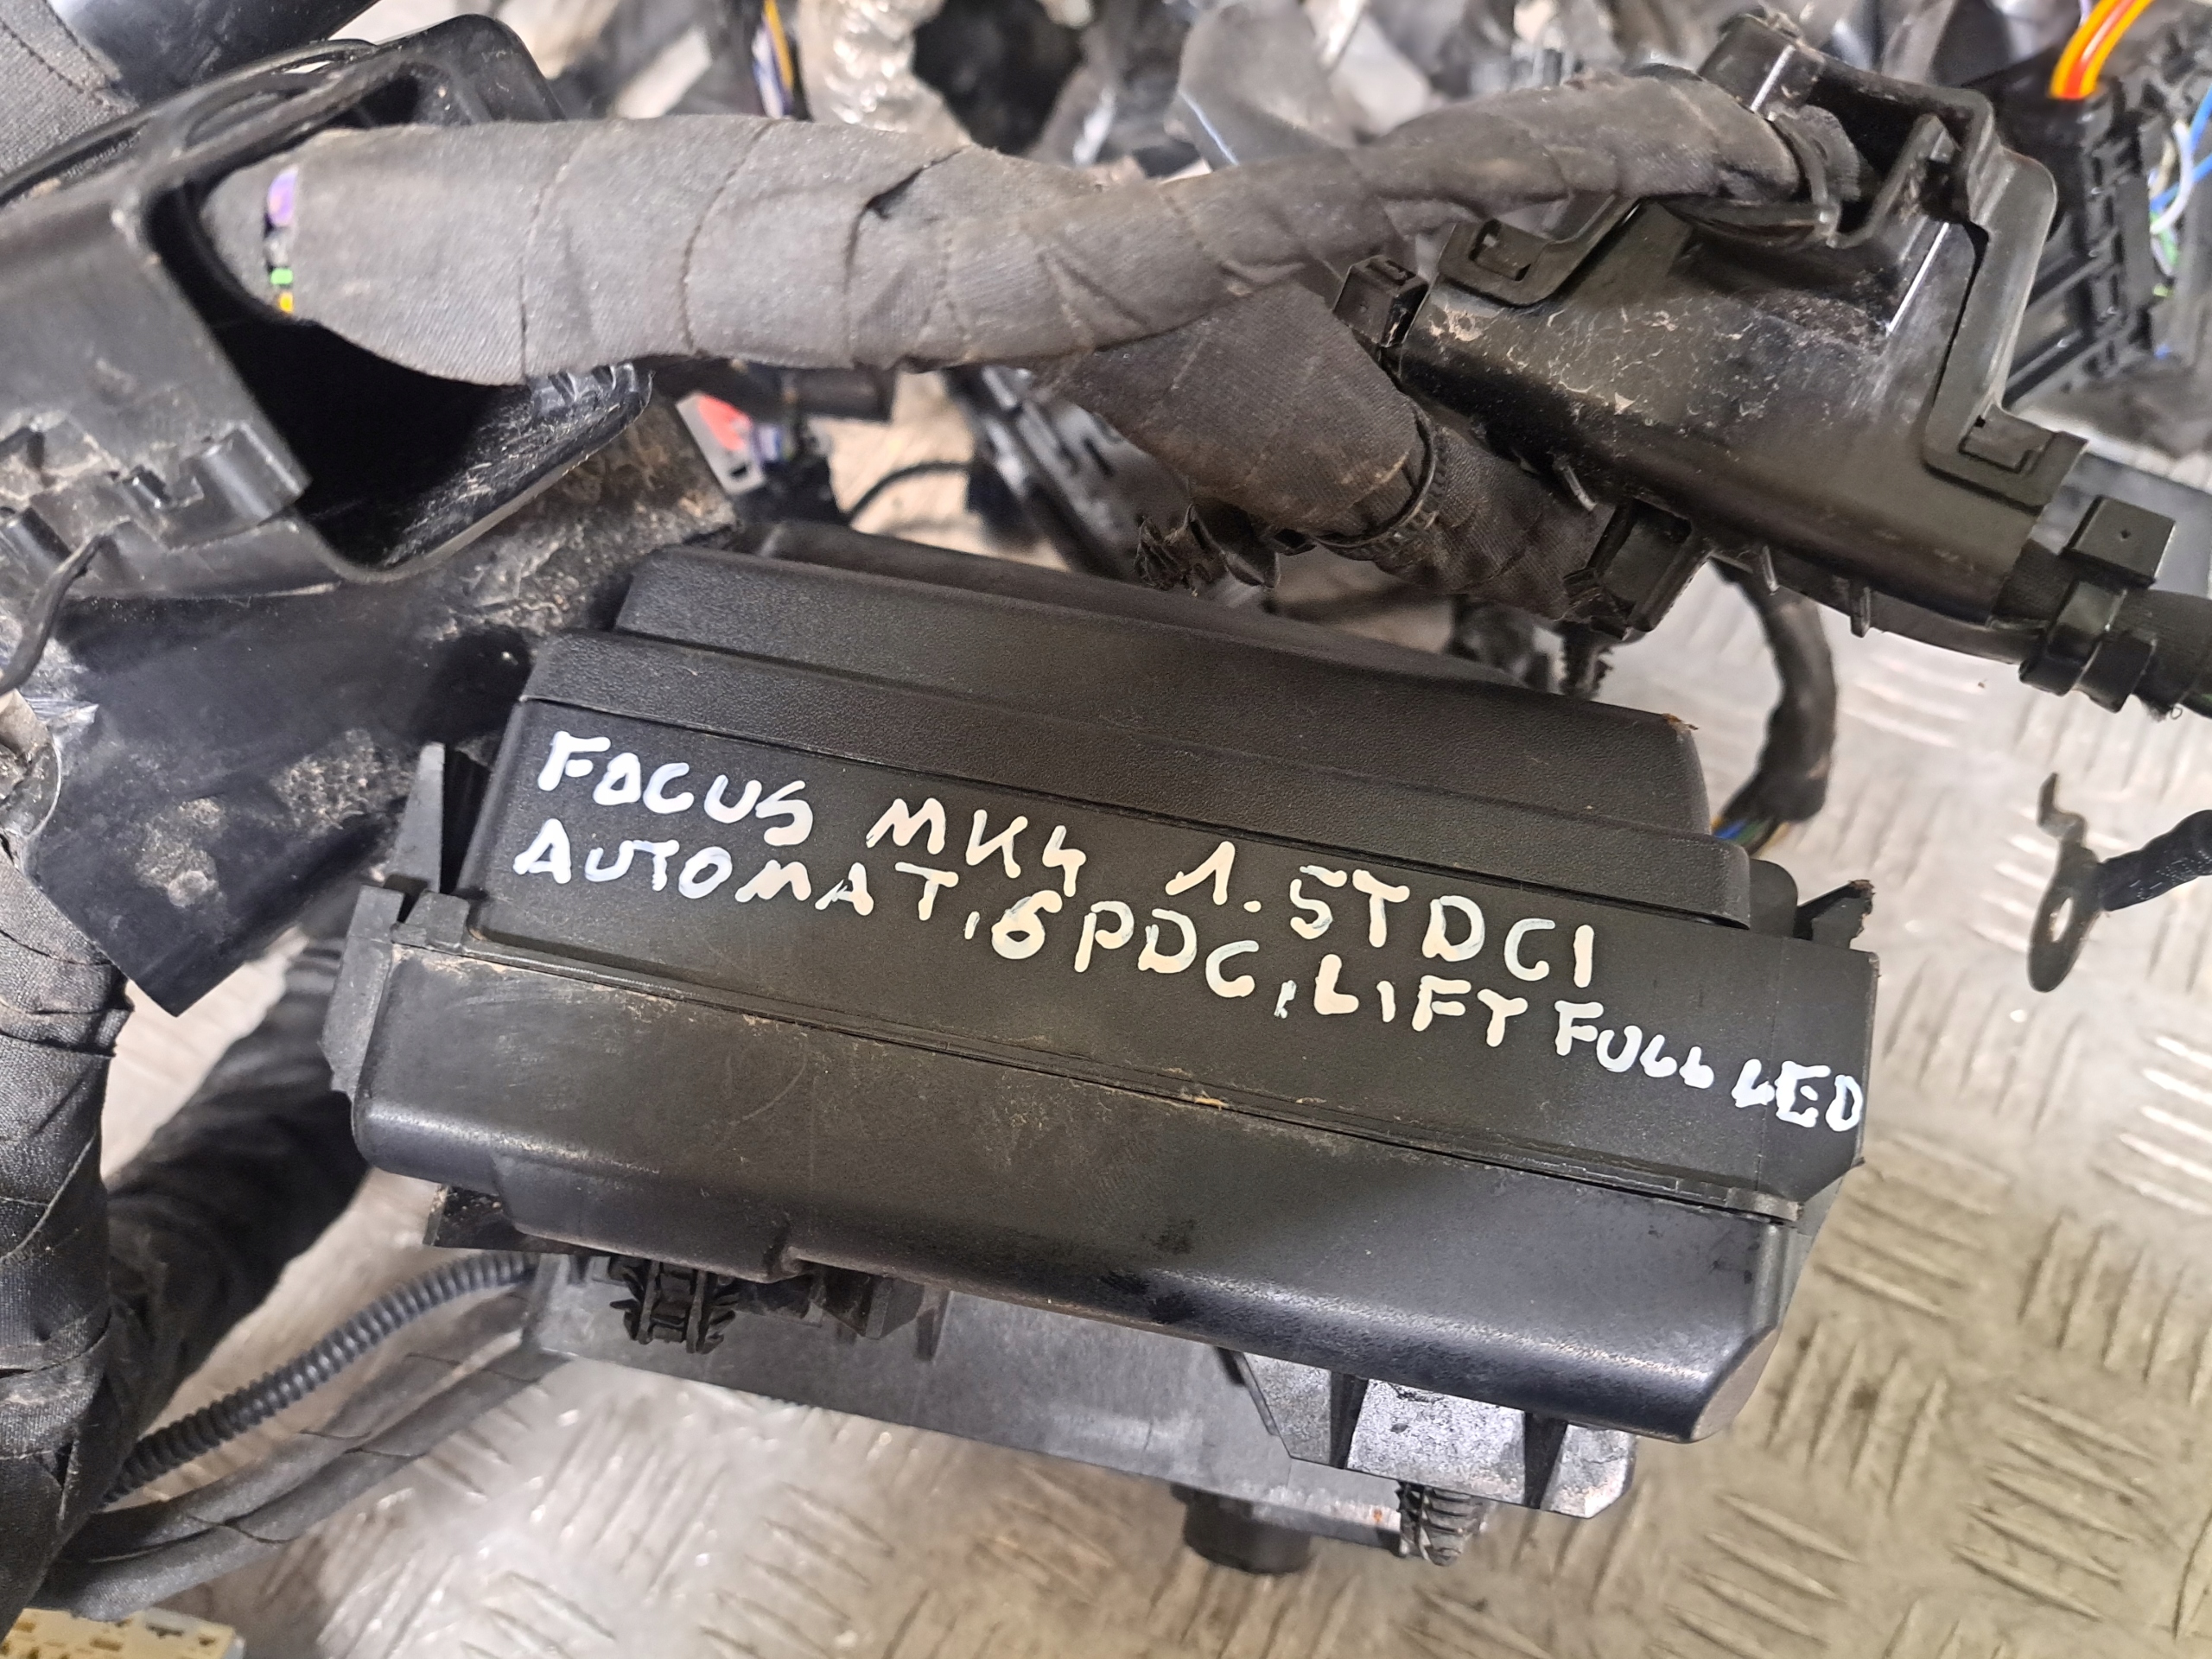 FOCUS MK4 1.5TDCI
AUTOMAT,6PDC,LIFT FULL LED